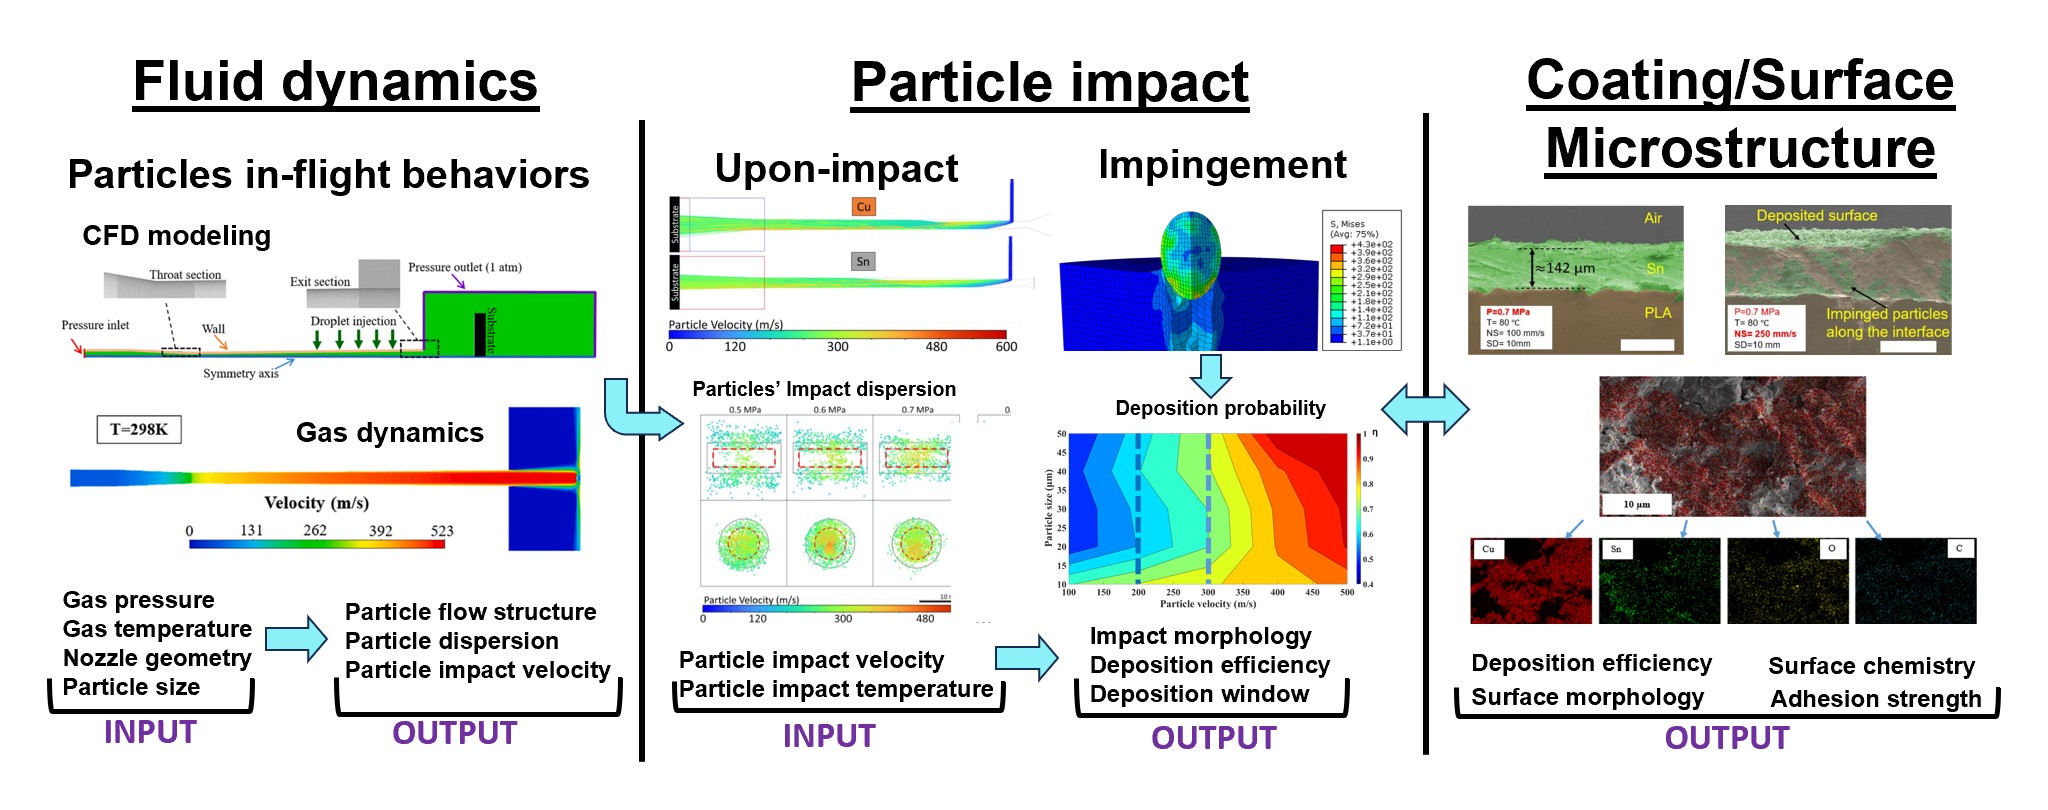 Fluid dynamics
Particles in-flight behaviors
CFD modeling
Throat section
Exit section
Pressure outlet (1 atm)
Droplet injection
Pressure inlet
Wall
Substrate
Symmetry axis
T=298K
Gas dynamics
Velocity (m/s)
0 131 262 392 523
Gas pressure
Gas temperature
Nozzle geometry
Particle size
INPUT
Particle flow structure
Particle dispersion
Particle impact velocity
OUTPUT
Particle impact
Upon-impact
Substrate
Cu
Substrate
Sn
Particle Velocity (m/s)
0 120 300 480 600
Particles' Impact dispersion
0.5 MPa 0.6 MPa 0.7 MPa 0.
10
Particle Velocity (m/s)
0 120 300 480
Particle impact velocity
Particle impact temperature
INPUT
Impingement
S, Mises
(Avg: 75%)
+4.3e+02
+3.9e+02
+3.6e+02
+3.2e+02
+2.9e+02
+2.5e+02
+2.1e+02
+1.8e+02
+1.4e+02
+1.1e+02
+7.2e+01
+3.7e+01
+1.1e+00
Deposition probability
Particle size (μm)
50
45
40
35
30
25
20
15
10
100 150 200 250 300 350 400 450 500
Particle velocity (m/s)
1 η
0.9
0.8
0.7
0.6
0.5
0.4
Impact morphology
Deposition efficiency
Deposition window
OUTPUT
Coating/Surface
Microstructure
Air
≈142 μm
Sn
PLA
P=0.7 MPa
T= 80 °C
NS= 100 mm/s
SD= 10mm
Deposited surface
Impinged particles
along the interface
P=0.7 MPa
T= 80 °C
NS= 250 mm/s
SD=10 mm
10 μm
Cu
Sn
O
C
Deposition efficiency
Surface morphology
Surface chemistry
Adhesion strength
OUTPUT